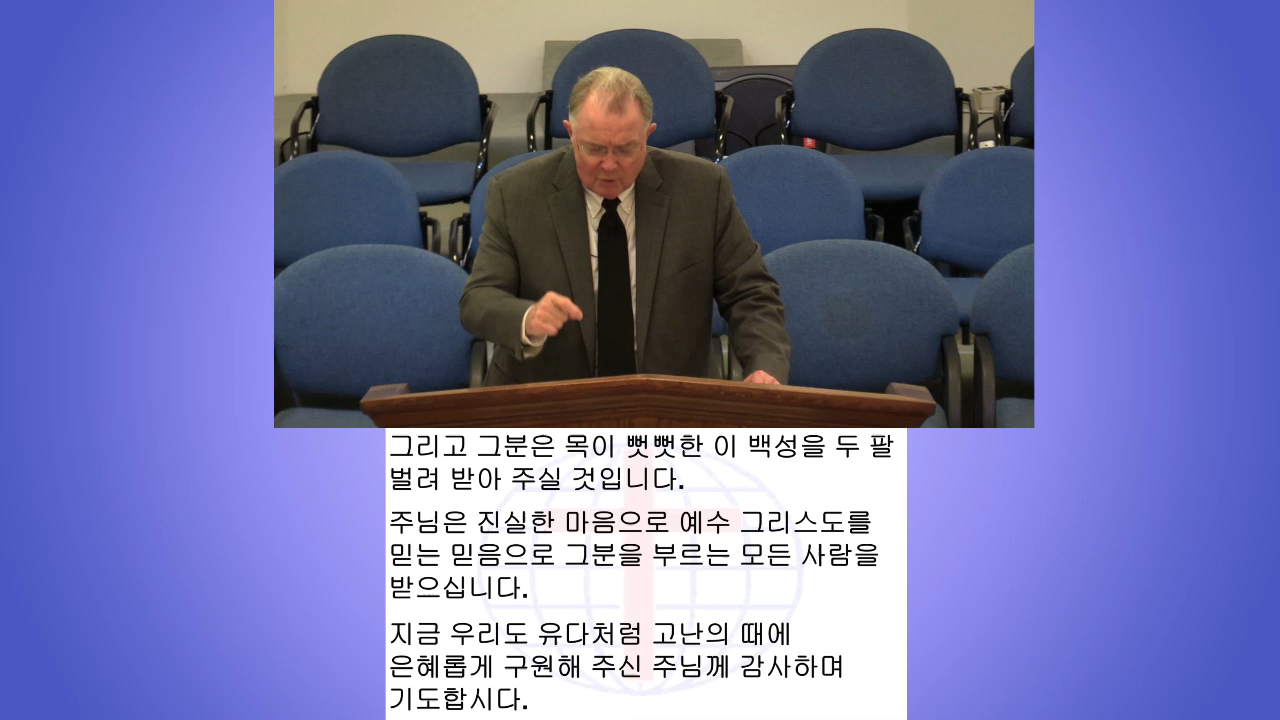 그리고 그분은 목이 뻣뻣한 이 백성을 두 팔
벌려 받아 주실 것입니다.
주님은 진실한 마음으로 예수 그리스도를
믿는 믿음으로 그분을 부르는 모든 사람을
받으십니다.
지금 우리도 유다처럼 고난의 때에
은혜롭게 구원해 주신 주님께 감사하며
기도합시다.